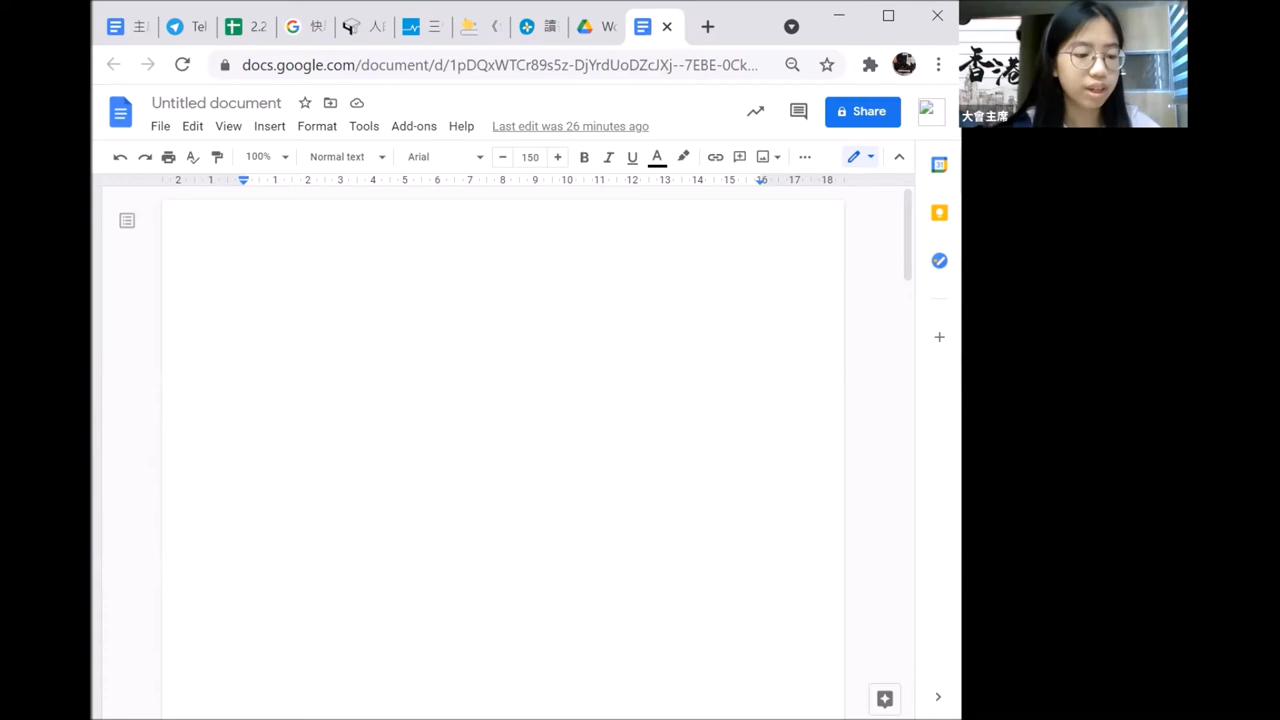 主
Tel
2.2
快
人
三
《
讀
Wo
docs.google.com/document/d/1pDQxWTCr89s5z-DjYrdUoDZcJXj--7EBE-0Ck...
Untitled document
Share
File Edit View Insert Format Tools Add-ons Help Last edit was 26 minutes ago
100% Normal text Arial 150 B I U A
2 1 1 2 3 4 5 6 7 8 9 10 11 12 13 14 15 16 17 18
香港
大會主席